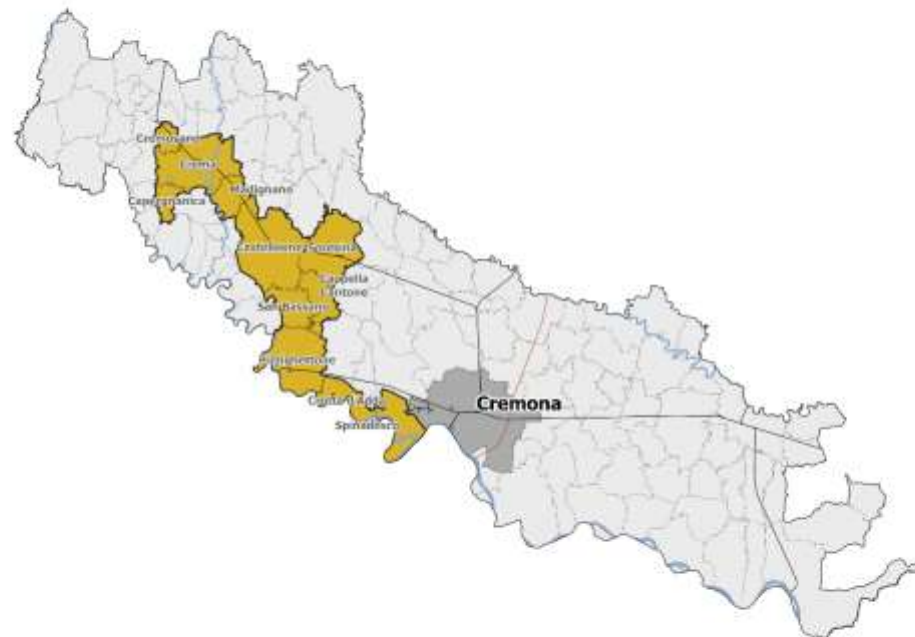 Cremosano
Crema
Madignano
Capergnanica
Castelleone
Soresina
Cappella
Cantone
San Bassano
Pizzighettone
Crotta d'Adda
Spinadesco
Cremona